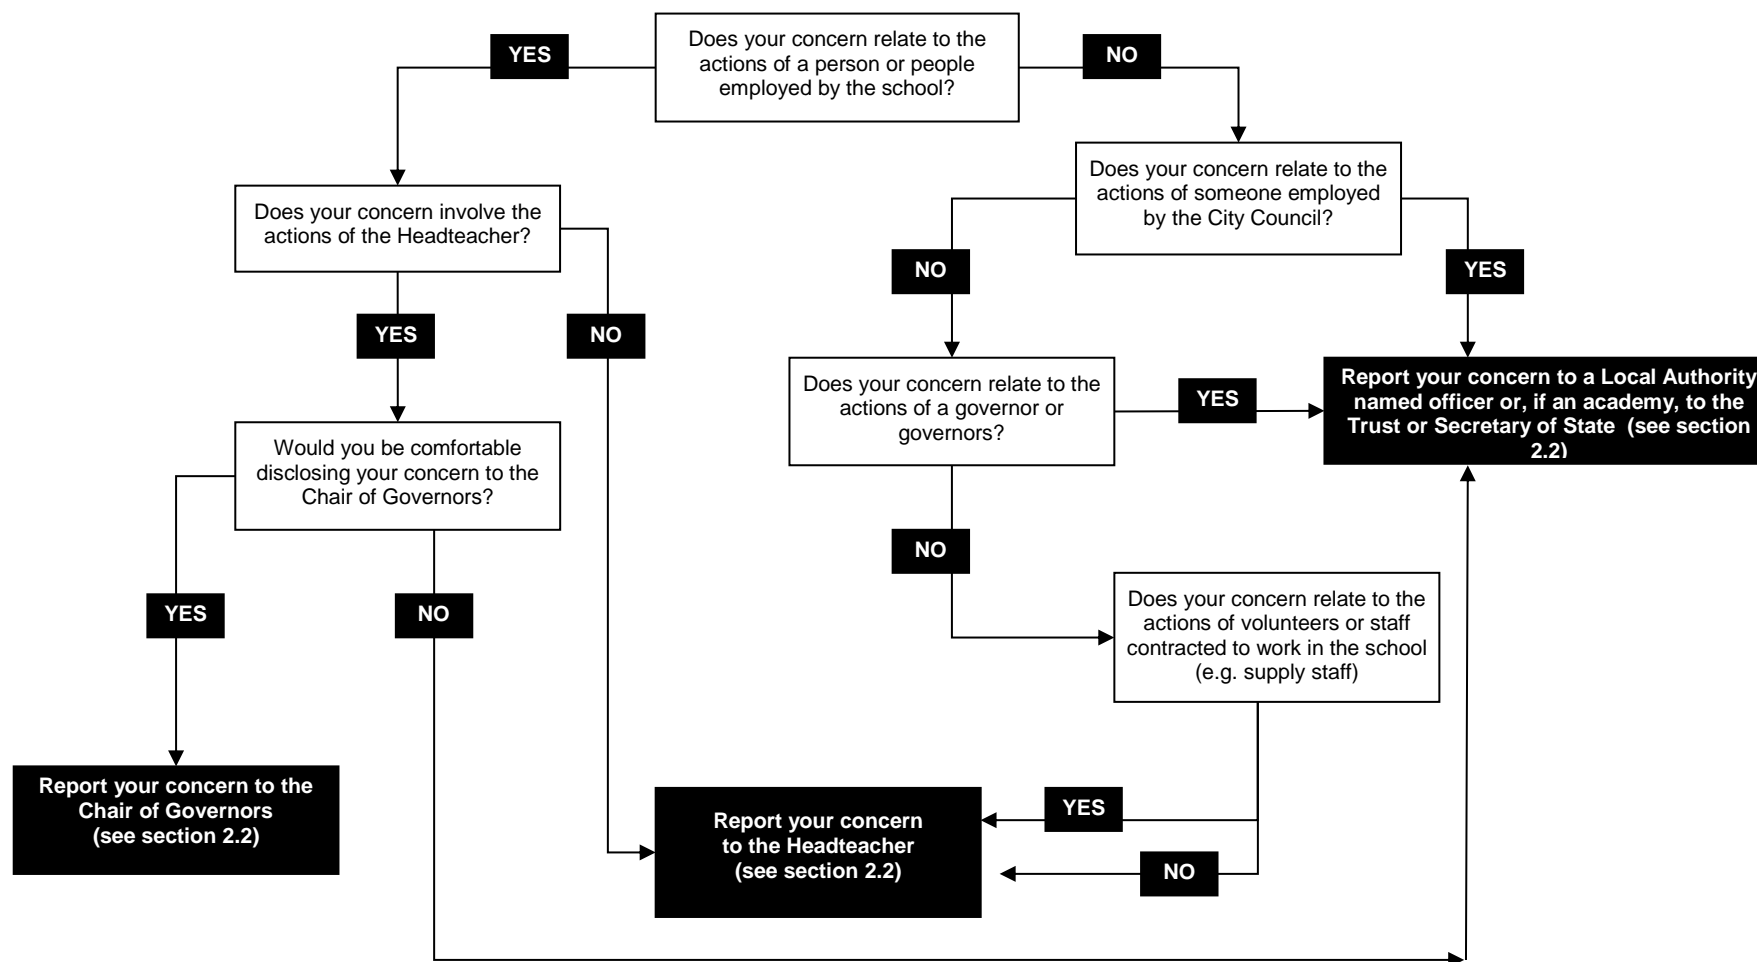 Does your concern relate to the
actions of a person or people
employed by the school?
YES
NO
Does your concern relate to the
actions of someone employed
by the City Council?
Does your concern involve the
actions of the Headteacher?
NO
YES
YES
NO
Does your concern relate to the
actions of a governor or
governors?
YES
Report your concern to a Local Authority
named officer or, if an academy, to the
Trust or Secretary of State (see section
2.2)
Would you be comfortable
disclosing your concern to the
Chair of Governors?
NO
YES
NO
Does your concern relate to the
actions of volunteers or staff
contracted to work in the school
(e.g. supply staff)
Report your concern to the
Chair of Governors
(see section 2.2)
Report your concern
to the Headteacher
(see section 2.2)
YES
NO